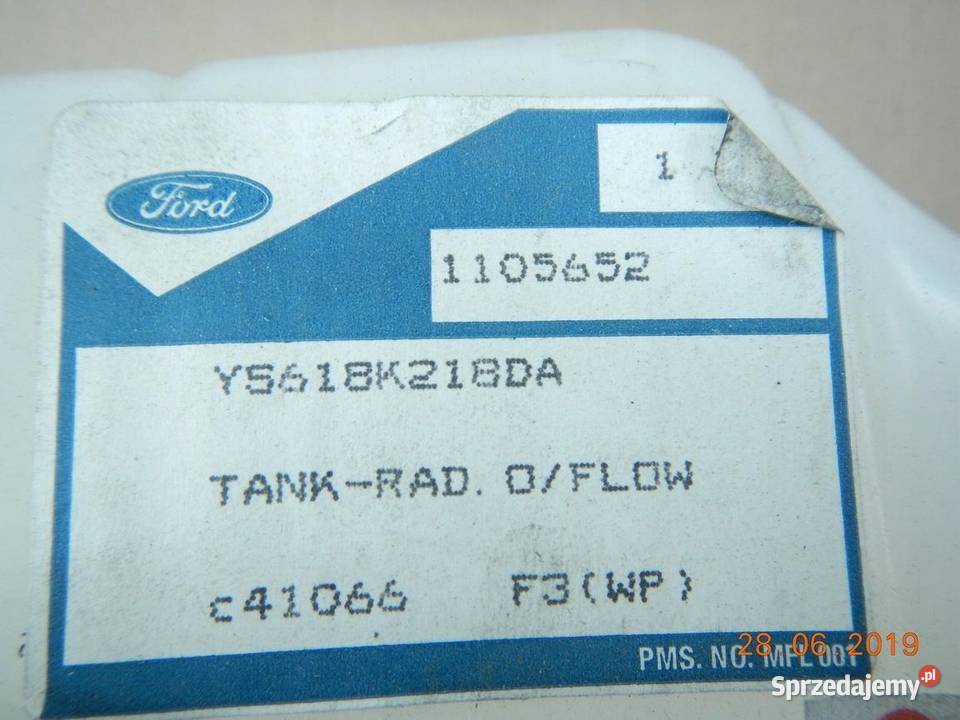 Ford
1
1105652
YS618K218DA
TANK-RAD. O/FLOW
c41066 F3(WP)
PMS. NO. MFL 001
28.06.2019
Sprzedajemy.pl